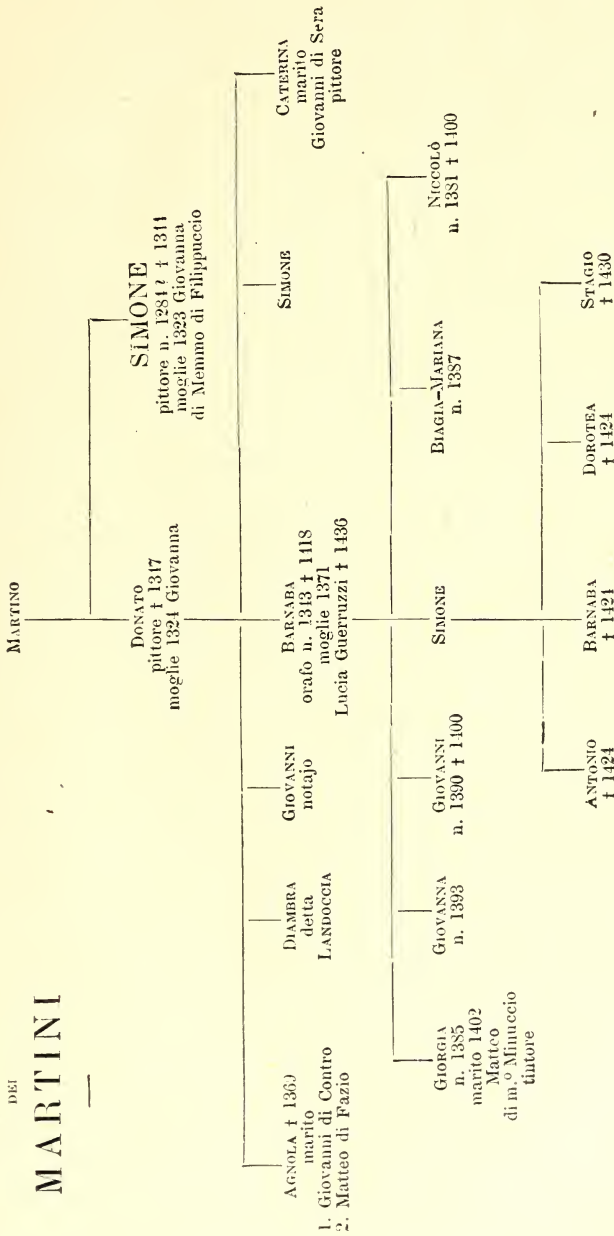 DEI
MARTINI
MARTINO
DONATO
pittore † 1347
moglie 1324 Giovanna
SIMONE
pittore n. 1284? † 1344
moglie 1323 Giovanna
di Memmo di Filippuccio
AGNOLA † 1369
marito
1. Giovanni di Contro
2. Matteo di Fazio
DIAMBRA
detta
LANDOCCIA
GIOVANNI
notajo
BARNABA
orafo n. 1343 † 1418
moglie 1371
Lucia Guerruzzi † 1436
SIMONE
CATERINA
marito
Giovanni di Sera
pittore
GIORGIA
n. 1385
marito 1402
Matteo
di m.º Minuccio
tintore
GIOVANNA
n. 1393
GIOVANNI
n. 1390 † 1400
SIMONE
BIAGIA-MARIANA
n. 1387
NICCOLÒ
n. 1381 † 1400
ANTONIO
† 1424
BARNABA
† 1424
DOROTEA
† 1424
STAGIO
† 1430